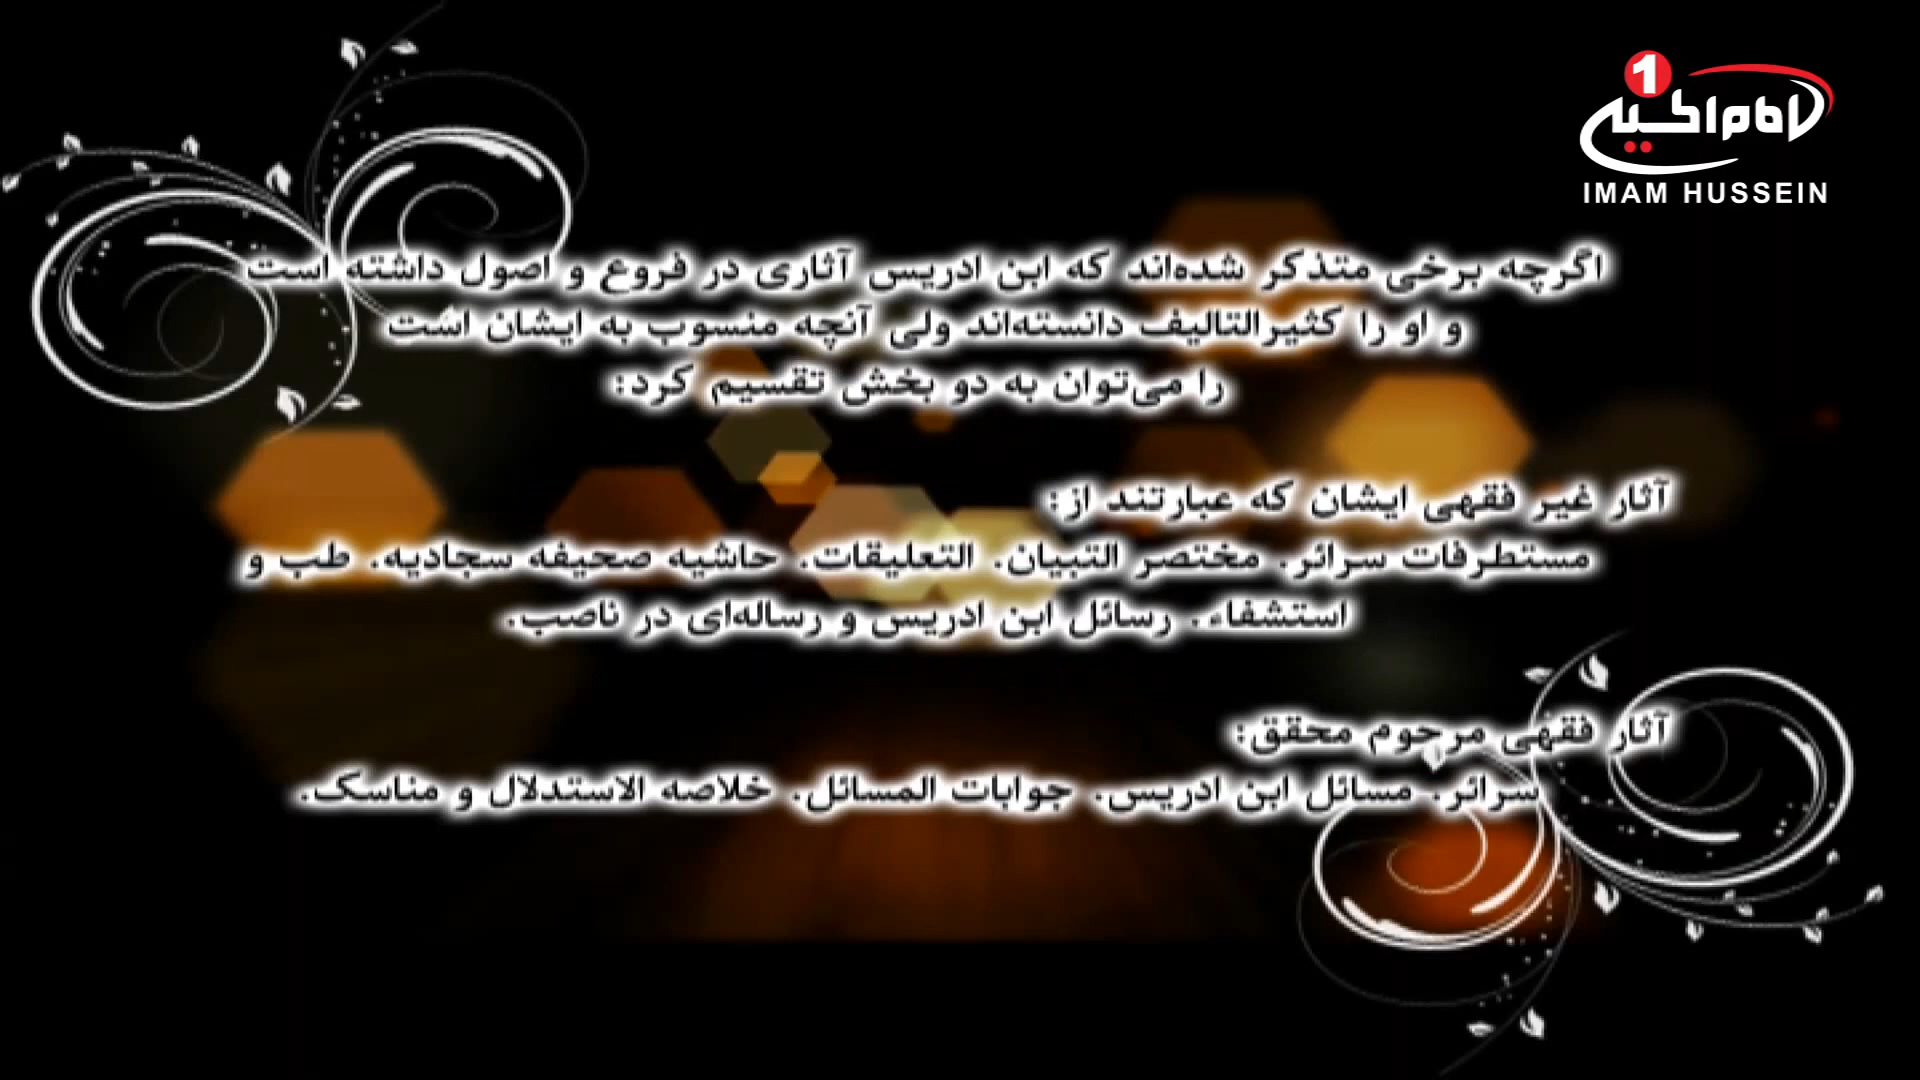 1
امام حسین
IMAM HUSSEIN
اگرچه برخی متذکر شده‌اند که ابن ادریس آثاری در فروع و اصول داشته است
و او را کثیرالتالیف دانسته‌اند ولی آنچه منسوب به ایشان است
را می‌توان به دو بخش تقسیم کرد:
آثار غیر فقهی ایشان که عبارتند از:
مستطرفات سرائر. مختصر التبیان. التعلیقات. حاشیه صحیفه سجادیه. طب و
استشفاء. رسائل ابن ادریس و رساله‌ای در ناصب.
آثار فقهی مرحوم محقق:
سرائر. مسائل ابن ادریس. جوابات المسائل. خلاصه الاستدلال و مناسک.